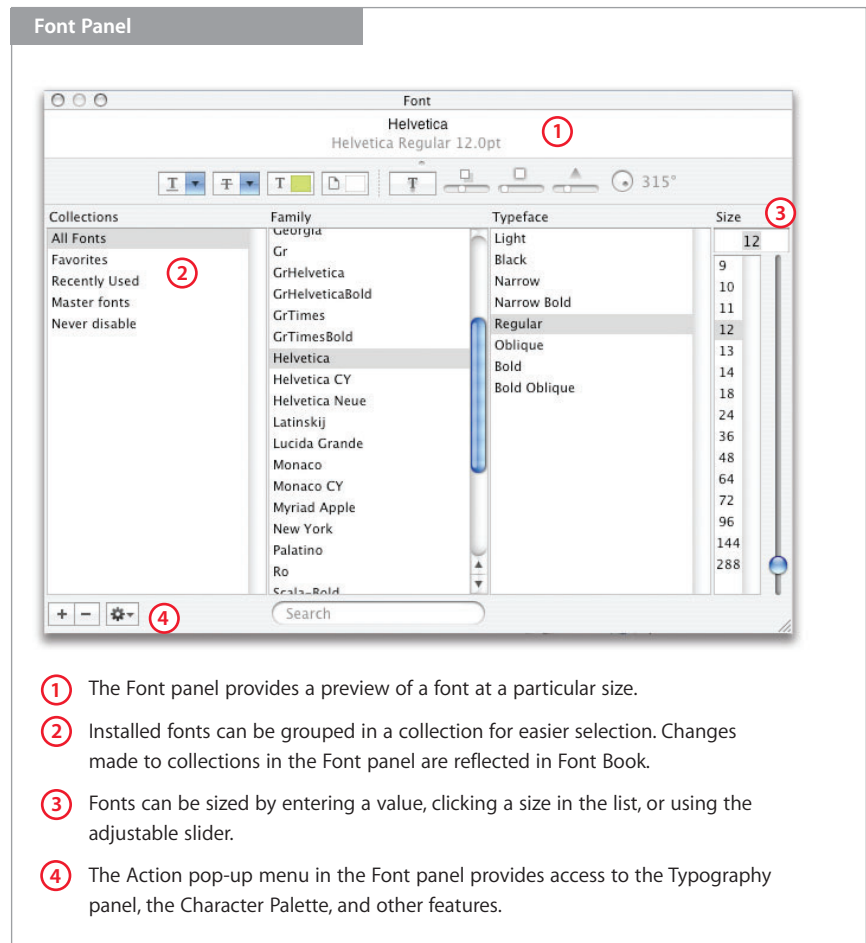 Font Panel
Font
Helvetica
Helvetica Regular 12.0pt
1
T T T T 315°
Collections
All Fonts
Favorites
Recently Used
Master fonts
Never disable
2
Family
Georgia
Gr
GrHelvetica
GrHelveticaBold
GrTimes
GrTimesBold
Helvetica
Helvetica CY
Helvetica Neue
Latinskij
Lucida Grande
Monaco
Monaco CY
Myriad Apple
New York
Palatino
Ro
Scala-Bold
Typeface
Light
Black
Narrow
Narrow Bold
Regular
Oblique
Bold
Bold Oblique
Size
3
12
9
10
11
12
13
14
18
24
36
48
64
72
96
144
288
+ −
4
Search
1 The Font panel provides a preview of a font at a particular size.
2 Installed fonts can be grouped in a collection for easier selection. Changes
made to collections in the Font panel are reflected in Font Book.
3 Fonts can be sized by entering a value, clicking a size in the list, or using the
adjustable slider.
4 The Action pop-up menu in the Font panel provides access to the Typography
panel, the Character Palette, and other features.